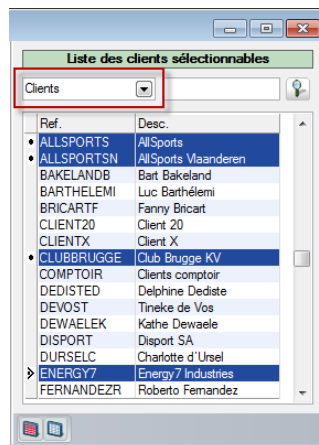 Liste des clients sélectionnables
Clients
Ref. Desc.
ALLSPORTS AllSports
ALLSPORTSN AllSports Vlaanderen
BAKELANDB Bart Bakeland
BARTHELEMI Luc Barthélemi
BRICARTF Fanny Bricart
CLIENT20 Client 20
CLIENTX Client X
CLUBBRUGGE Club Brugge KV
COMPTOIR Clients comptoir
DEDISTED Delphine Dediste
DEVOST Tineke de Vos
DEWAELEK Kathe Dewaele
DISPORT Disport SA
DURSELC Charlotte d`Ursel
ENERGY7 Energy7 Industries
FERNANDEZR Roberto Fernandez